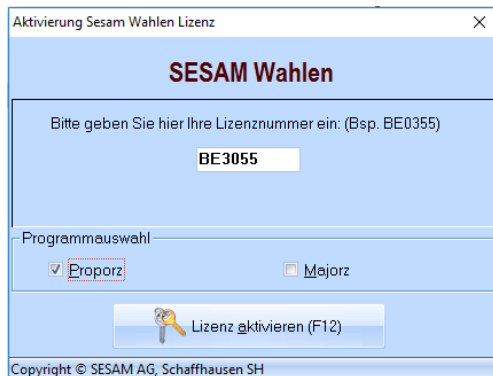 Aktivierung Sesam Wahlen Lizenz
SESAM Wahlen
Bitte geben Sie hier Ihre Lizenznummer ein: (Bsp. BE0355)
BE3055
Programmauswahl
Proporz
Majorz
Lizenz aktivieren (F12)
Copyright © SESAM AG, Schaffhausen SH